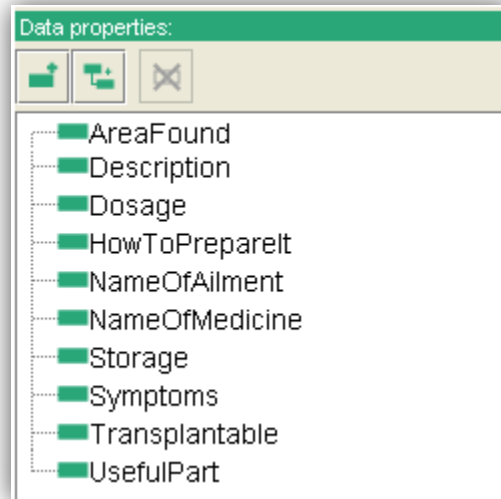 Data properties:
AreaFound
Description
Dosage
HowToPrepareIt
NameOfAilment
NameOfMedicine
Storage
Symptoms
Transplantable
UsefulPart